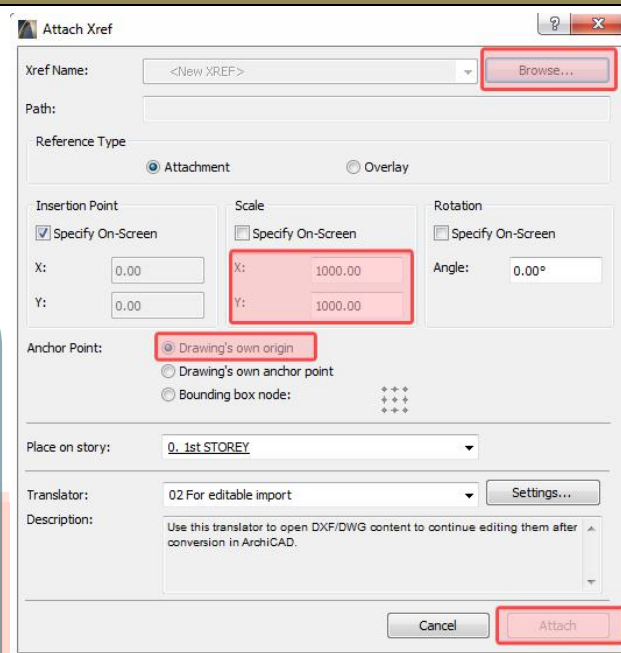 Attach Xref
Xref Name: <New XREF> Browse...
Path:
Reference Type
Attachment Overlay
Insertion Point Scale Rotation
Specify On-Screen Specify On-Screen Specify On-Screen
X: 0.00 X: 1000.00 Angle: 0.00°
Y: 0.00 Y: 1000.00
Anchor Point: Drawing's own origin
Drawing's own anchor point
Bounding box node:
Place on story: 0. 1st STOREY
Translator: 02 For editable import Settings...
Description: Use this translator to open DXF/DWG content to continue editing them after
conversion in ArchiCAD.
Cancel Attach